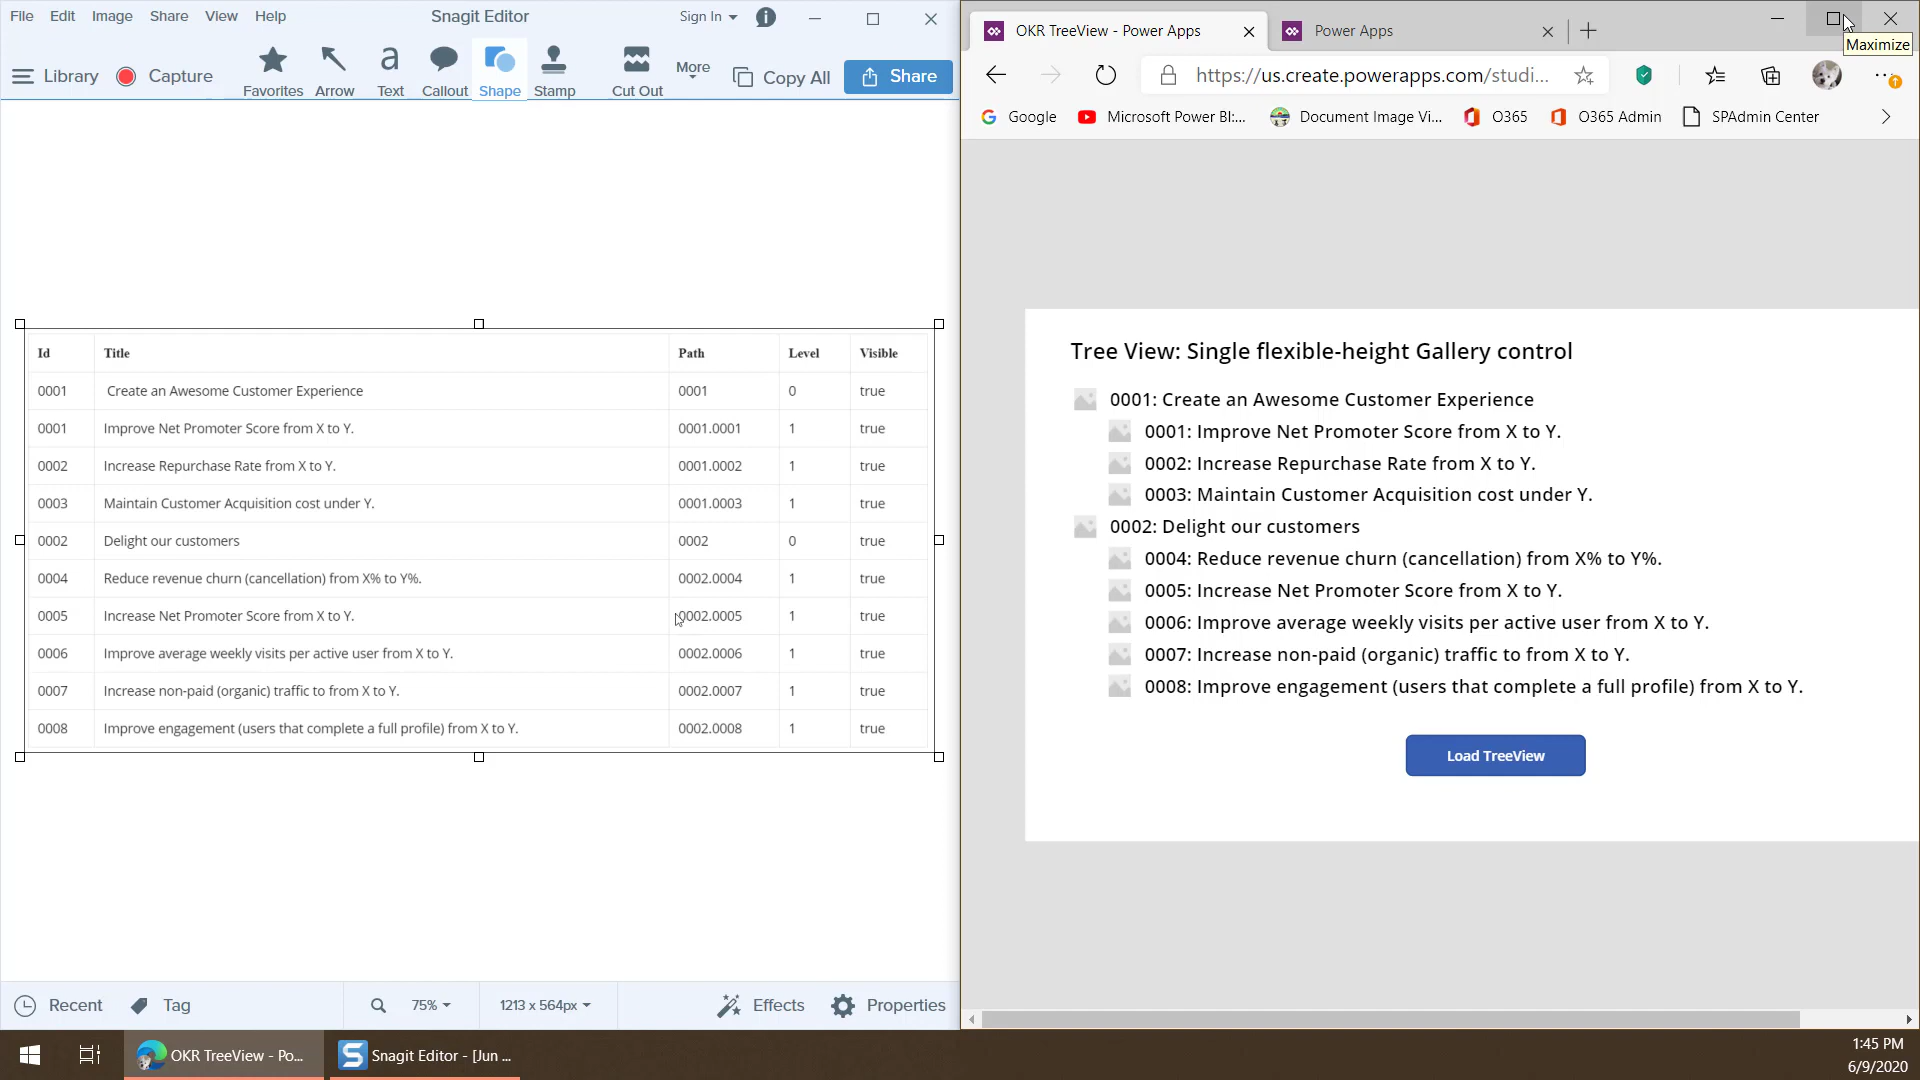 File Edit Image Share View Help
Snagit Editor
Sign In
Library
Capture
Favorites
Arrow
Text
Callout
Shape
Stamp
Cut Out
More
Copy All
Share
Id Title Path Level Visible
0001 Create an Awesome Customer Experience 0001 0 true
0001 Improve Net Promoter Score from X to Y. 0001.0001 1 true
0002 Increase Repurchase Rate from X to Y. 0001.0002 1 true
0003 Maintain Customer Acquisition cost under Y. 0001.0003 1 true
0002 Delight our customers 0002 0 true
0004 Reduce revenue churn (cancellation) from X% to Y%. 0002.0004 1 true
0005 Increase Net Promoter Score from X to Y. 0002.0005 1 true
0006 Improve average weekly visits per active user from X to Y. 0002.0006 1 true
0007 Increase non-paid (organic) traffic to from X to Y. 0002.0007 1 true
0008 Improve engagement (users that complete a full profile) from X to Y. 0002.0008 1 true
Recent
Tag
75%
1213 x 564px
Effects
Properties
OKR TreeView - Power Apps
Power Apps
Maximize
https://us.create.powerapps.com/studi...
Google
Microsoft Power BI:...
Document Image Vi...
O365
O365 Admin
SPAdmin Center
Tree View: Single flexible-height Gallery control
0001: Create an Awesome Customer Experience
0001: Improve Net Promoter Score from X to Y.
0002: Increase Repurchase Rate from X to Y.
0003: Maintain Customer Acquisition cost under Y.
0002: Delight our customers
0004: Reduce revenue churn (cancellation) from X% to Y%.
0005: Increase Net Promoter Score from X to Y.
0006: Improve average weekly visits per active user from X to Y.
0007: Increase non-paid (organic) traffic to from X to Y.
0008: Improve engagement (users that complete a full profile) from X to Y.
Load TreeView
OKR TreeView - Po...
Snagit Editor - [Jun ...
1:45 PM
6/9/2020